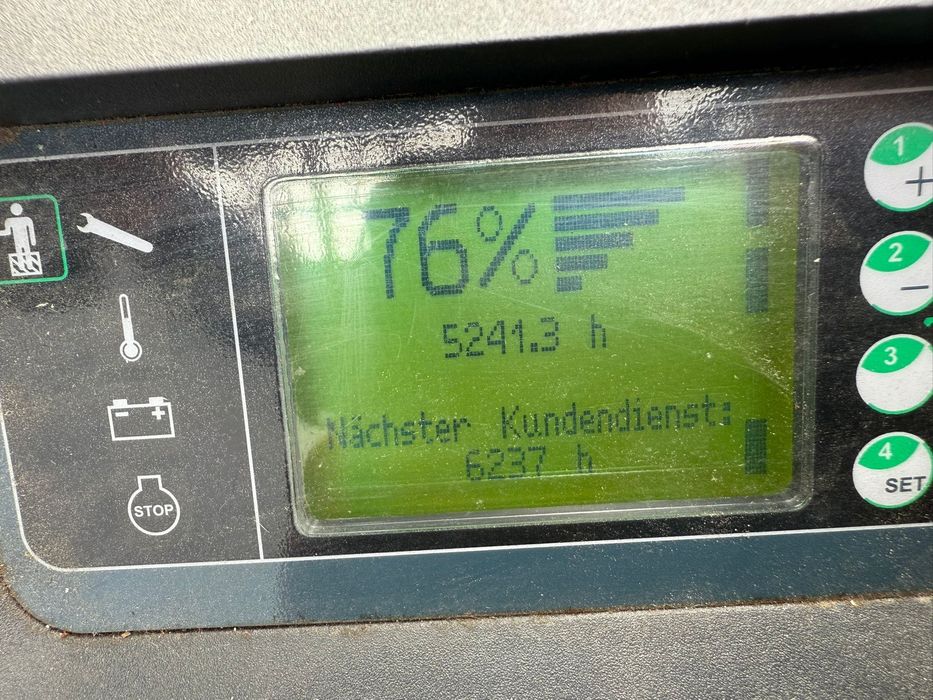 76%
5241.3 h
Nächster Kundendienst:
6237 h
STOP
1
+
2
−
3
4
SET